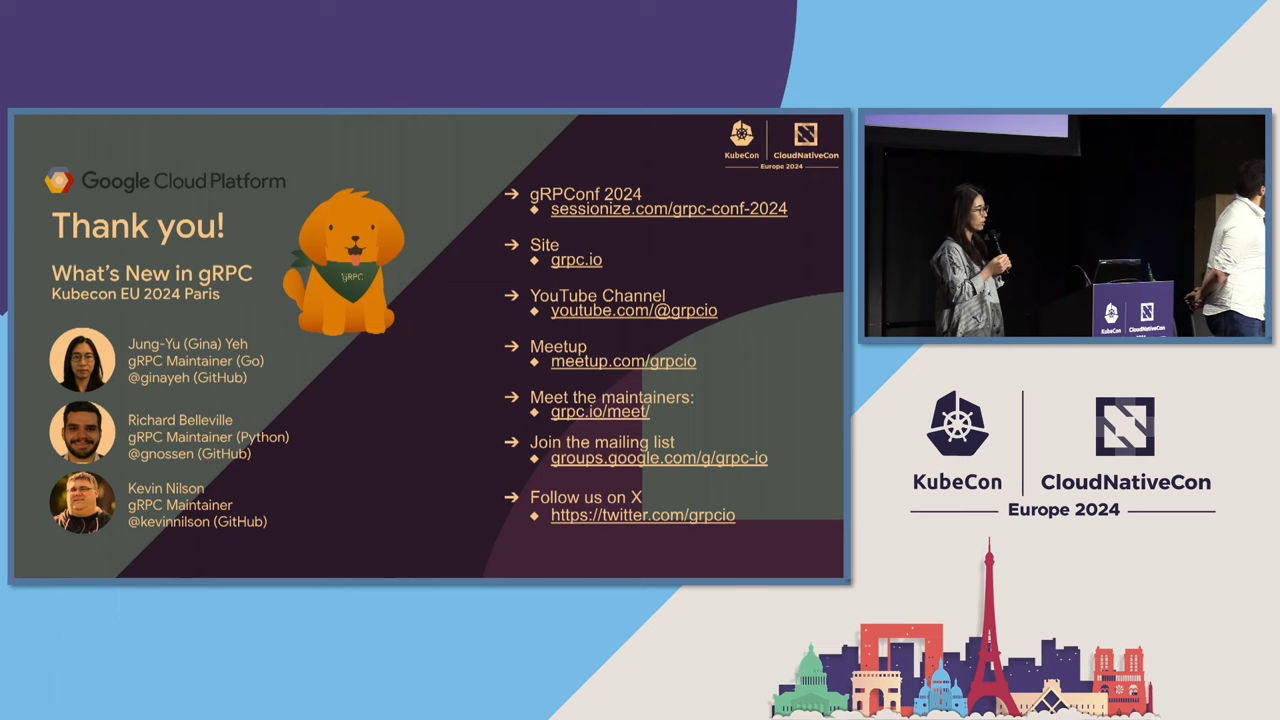 Google Cloud Platform
Thank you!
What's New in gRPC
Kubecon EU 2024 Paris
gRPC
Jung-Yu (Gina) Yeh
gRPC Maintainer (Go)
@ginayeh (GitHub)
Richard Belleville
gRPC Maintainer (Python)
@gnossen (GitHub)
Kevin Nilson
gRPC Maintainer
@kevinnilson (GitHub)
KubeCon
CloudNativeCon
Europe 2024
➔ gRPConf 2024
◆ sessionize.com/grpc-conf-2024
➔ Site
◆ grpc.io
➔ YouTube Channel
◆ youtube.com/@grpcio
➔ Meetup
◆ meetup.com/grpcio
➔ Meet the maintainers:
◆ grpc.io/meet/
➔ Join the mailing list
◆ groups.google.com/g/grpc-io
➔ Follow us on X
◆ https://twitter.com/grpcio
KubeCon
CloudNativeCon
KubeCon
CloudNativeCon
Europe 2024